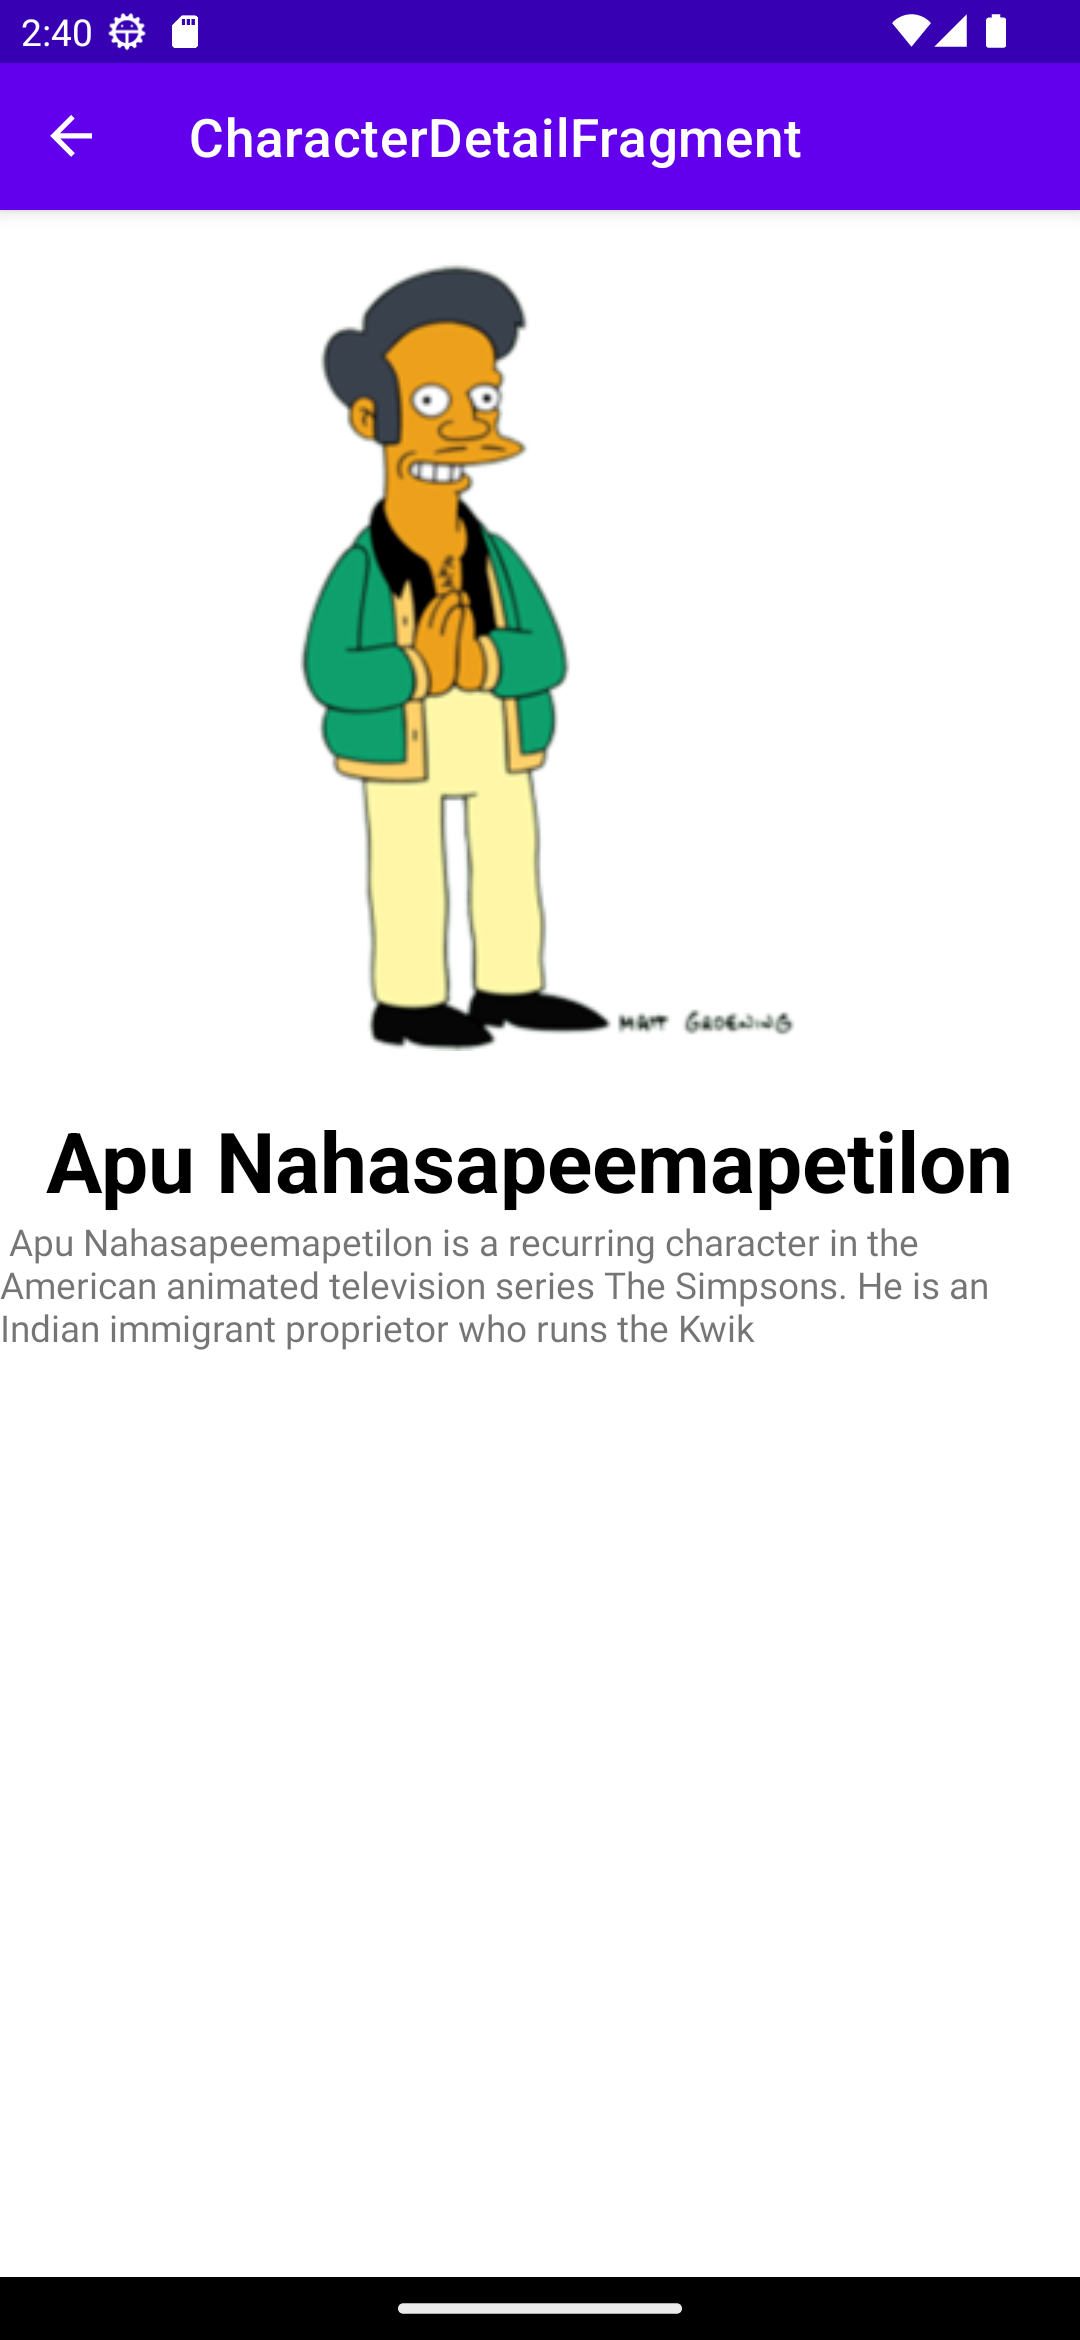 2:40
CharacterDetailFragment
MATT GROENING
Apu Nahasapeemapetilon
Apu Nahasapeemapetilon is a recurring character in the
American animated television series The Simpsons. He is an
Indian immigrant proprietor who runs the Kwik